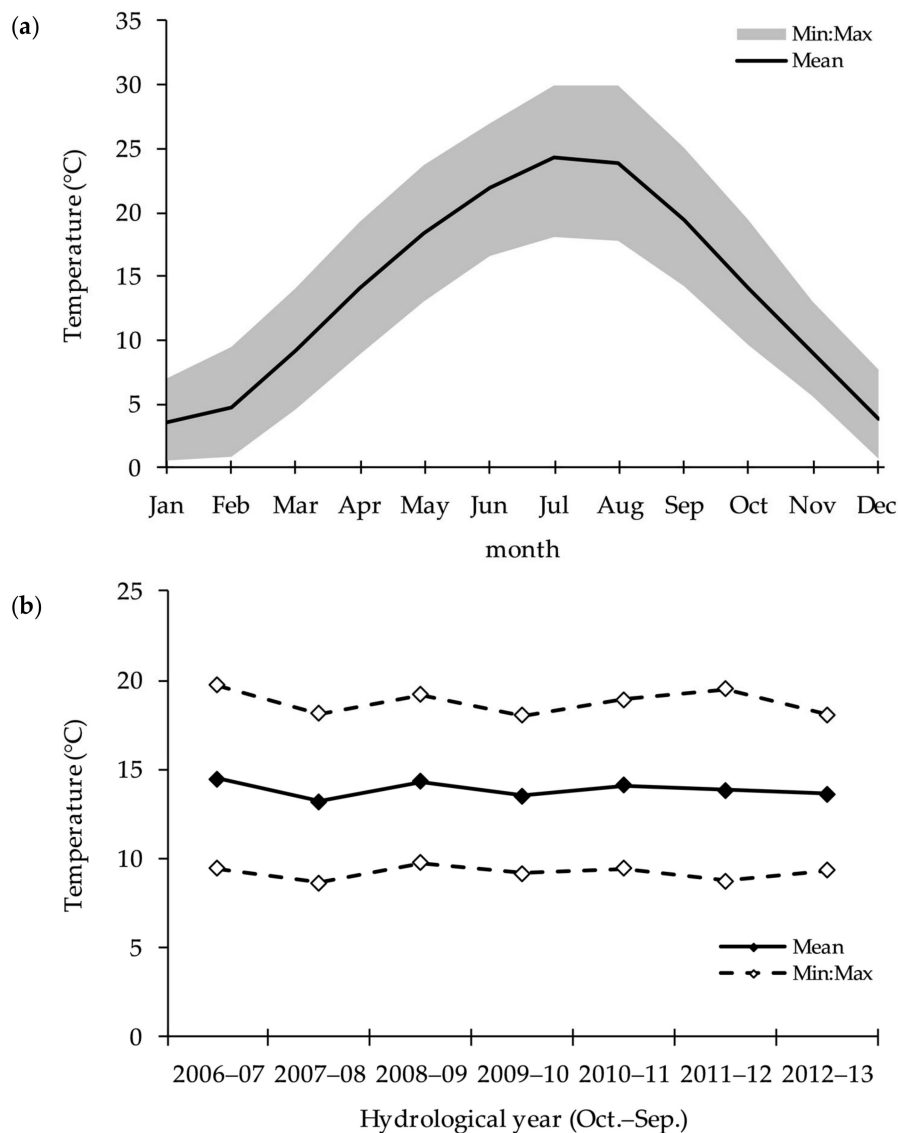 (a)
Temperature (°C)
35
30
25
20
15
10
5
0
Min:Max
Mean
Jan Feb Mar Apr May Jun Jul Aug Sep Oct Nov Dec
month
(b)
Temperature (°C)
25
20
15
10
5
0
Mean
Min:Max
2006–07 2007–08 2008–09 2009–10 2010–11 2011–12 2012–13
Hydrological year (Oct.–Sep.)